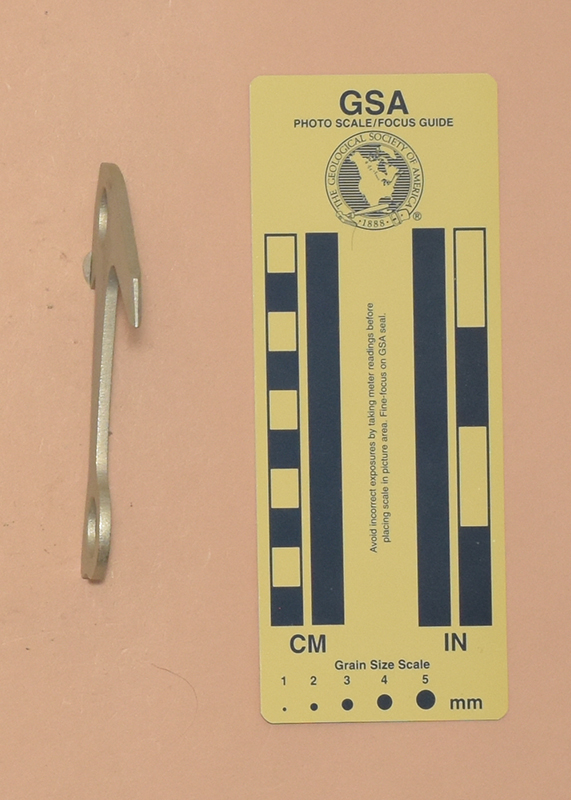 GSA
PHOTO SCALE/FOCUS GUIDE
THE GEOLOGICAL SOCIETY OF AMERICA
·1888·
®
Avoid incorrect exposures by taking meter readings before
placing scale in picture area. Fine-focus on GSA seal.
CM
IN
Grain Size Scale
1 2 3 4 5
mm